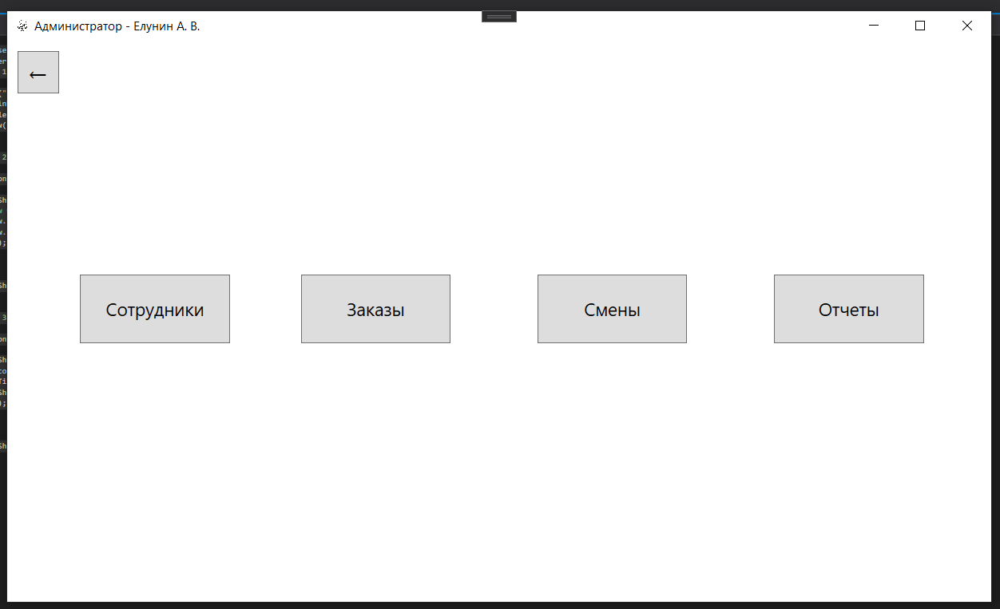 Администратор - Елунин А. В.
←
Сотрудники
Заказы
Смены
Отчеты